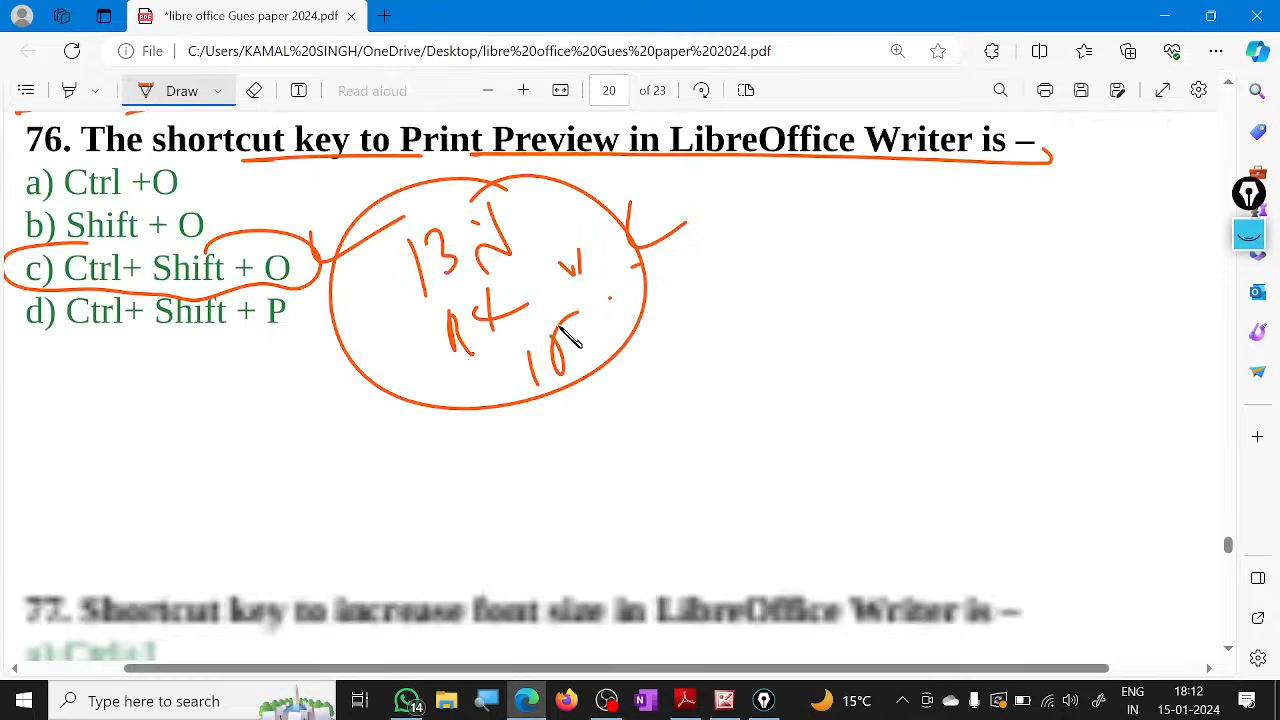 *libre office Gues paper 2024.pdf
File
C:/Users/KAMAL%20SINGH/OneDrive/Desktop/libre%20office%20Gues%20paper%202024.pdf
Draw
Read aloud
20
of 23
76. The shortcut key to Print Preview in LibreOffice Writer is –
a) Ctrl +O
b) Shift + O
c) Ctrl+ Shift + O
d) Ctrl+ Shift + P
13
77. Shortcut key to increase font size in LibreOffice Writer is –
a) Ctrl+]
Type here to search
14
15°C
ENG
IN
18:12
15-01-2024